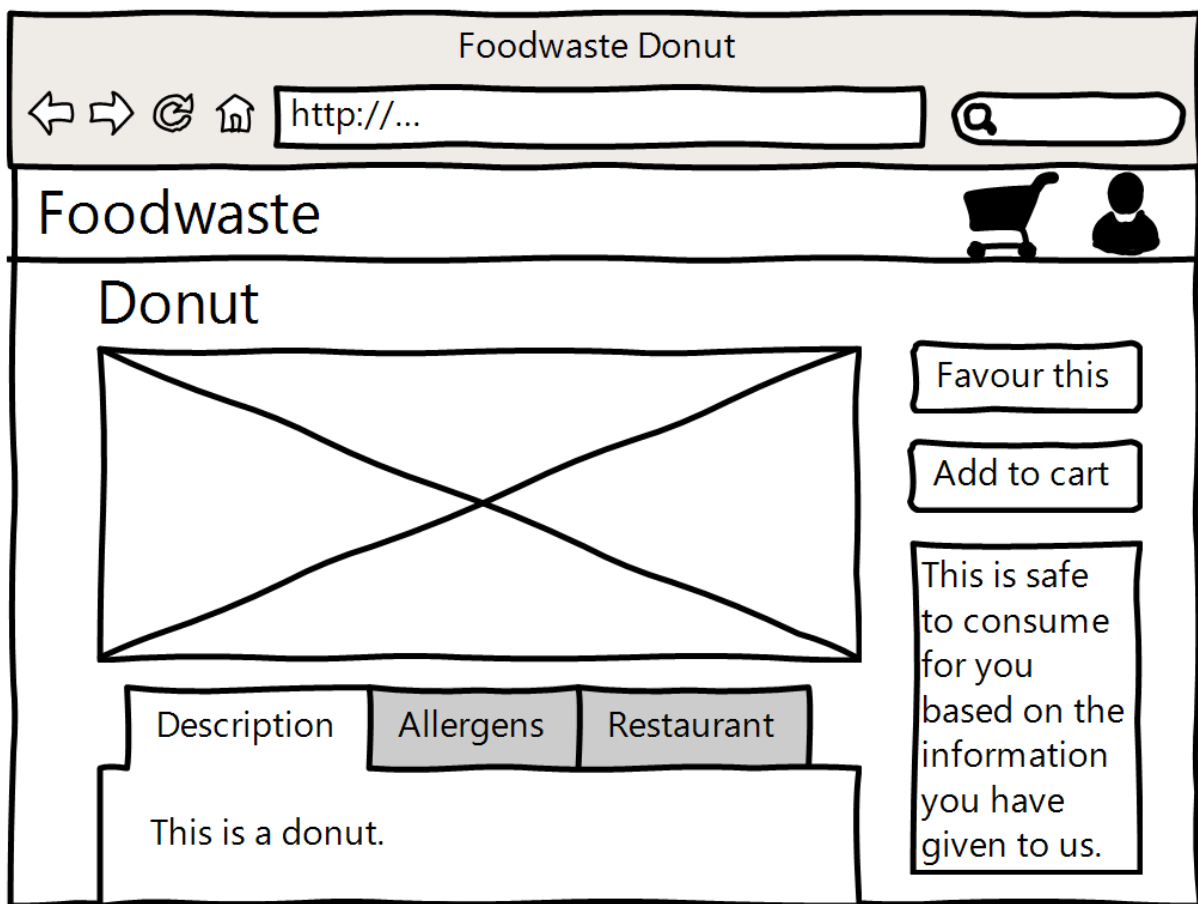 Foodwaste Donut
http://...
Foodwaste
Donut
Favour this
Add to cart
This is safe
to consume
for you
based on the
information
you have
given to us.
Description Allergens Restaurant
This is a donut.